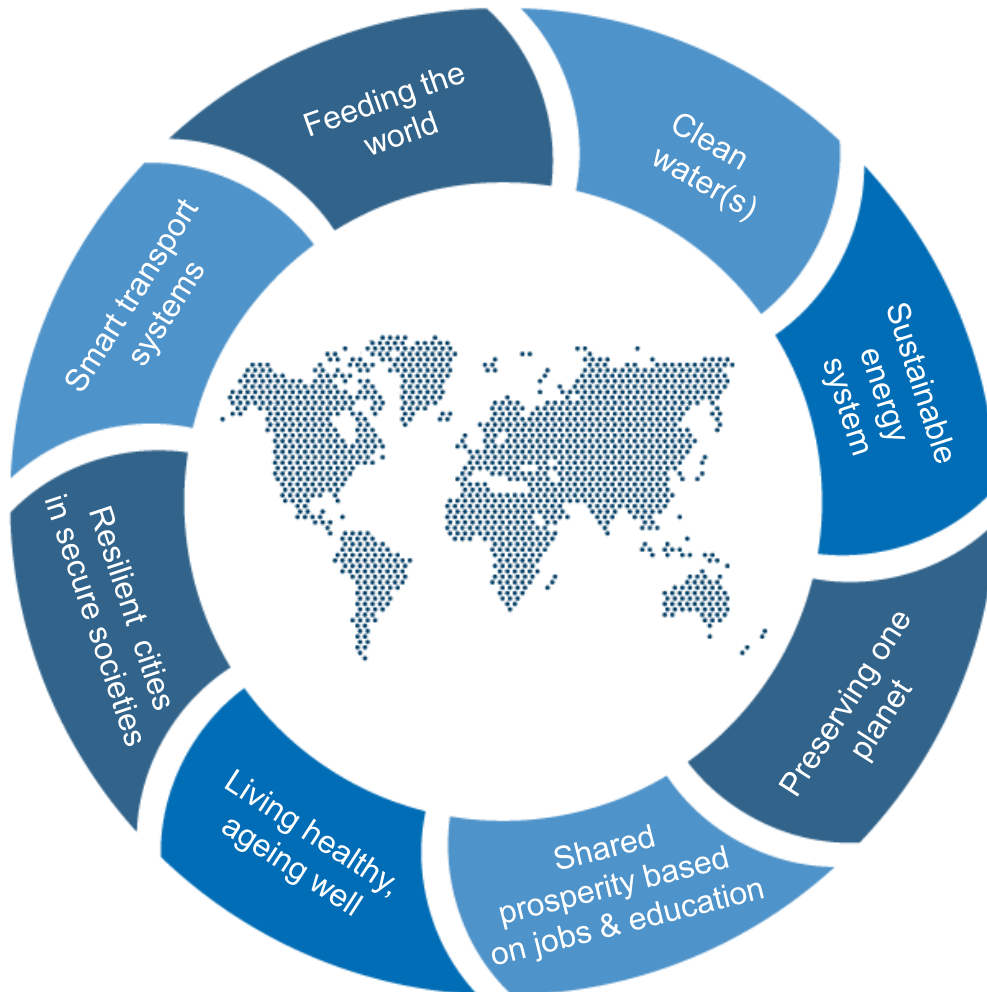 Feeding the
world
Clean
water(s)
Sustainable
energy
system
Preserving one
planet
Shared
prosperity based
on jobs & education
Living healthy,
ageing well
Resilient cities
in secure societies
Smart transport
systems